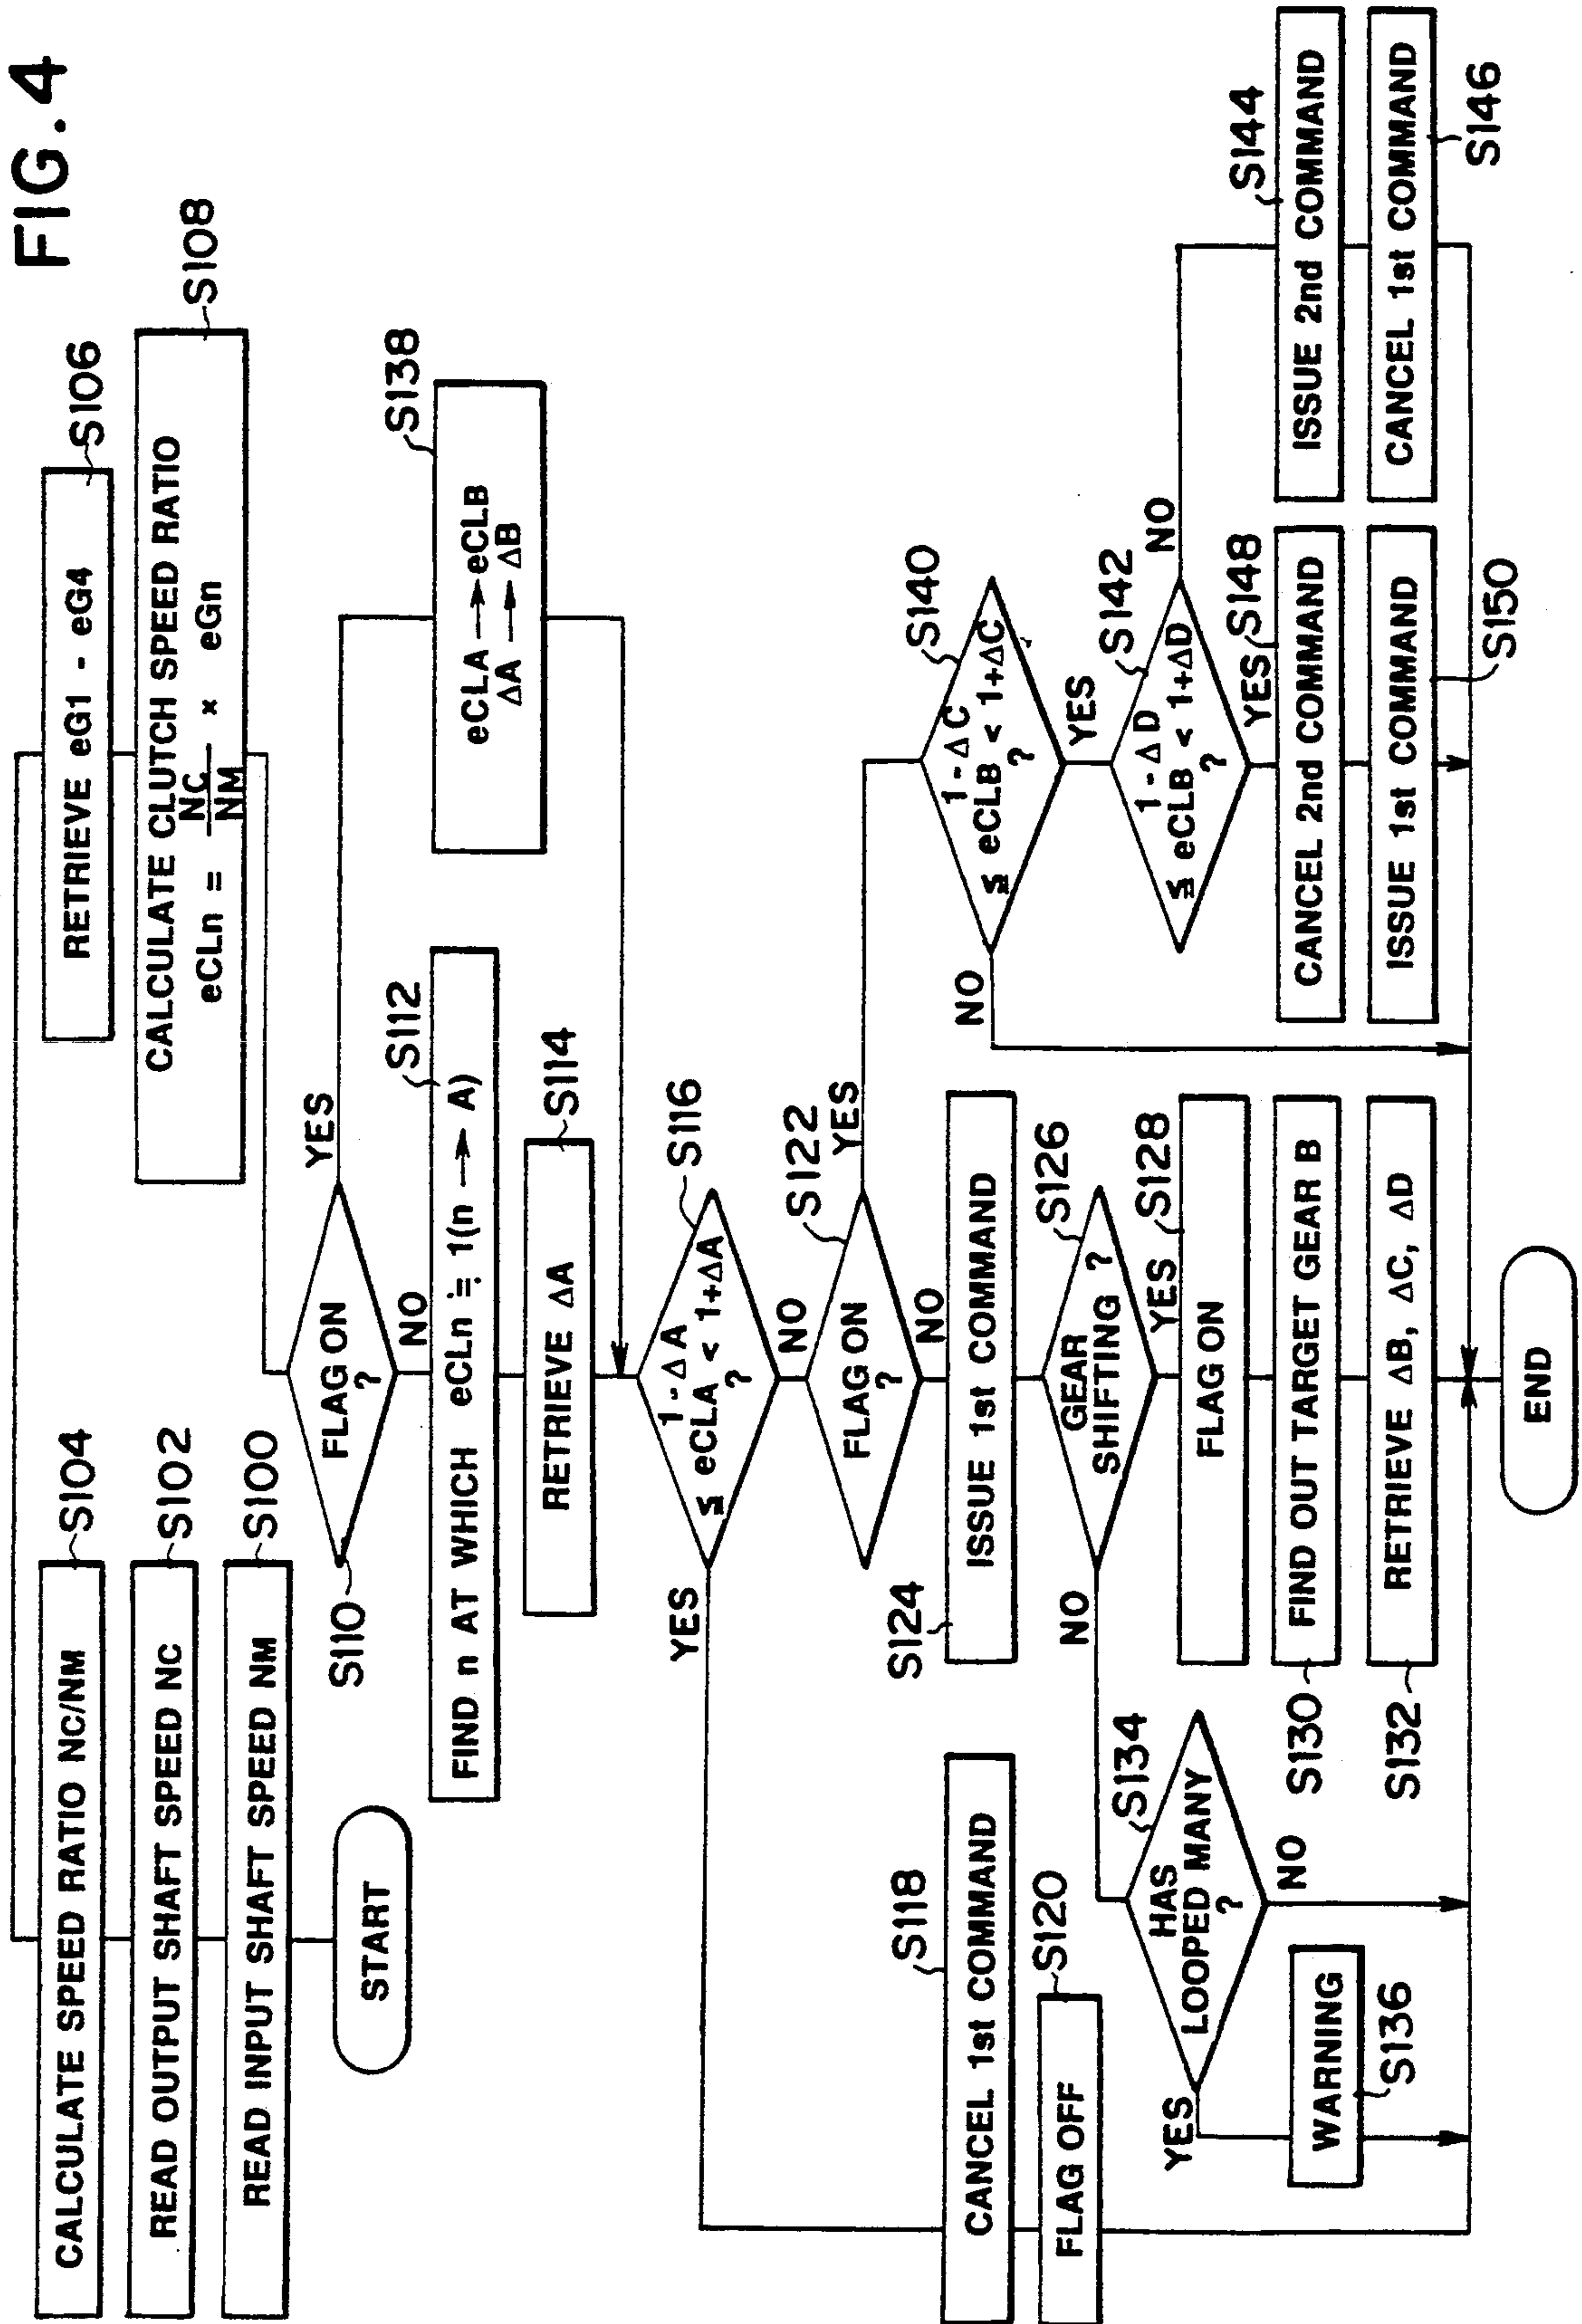 FIG.4
START
READ INPUT SHAFT SPEED NM
S100
READ OUTPUT SHAFT SPEED NC
S102
CALCULATE SPEED RATIO NC/NM
S104
RETRIEVE eG1 - eG4
S106
CALCULATE CLUTCH SPEED RATIO
eCLn = NC/NM × eGn
S108
FLAG ON
?
S110
YES
NO
eCLA → eCLB
ΔA → ΔB
S138
FIND n AT WHICH eCLn ≒ 1(n → A)
S112
RETRIEVE ΔA
S114
1 - ΔA
≦ eCLA < 1+ΔA
?
S116
YES
NO
CANCEL 1st COMMAND
S118
FLAG OFF
S120
FLAG ON
?
S122
YES
NO
ISSUE 1st COMMAND
S124
GEAR
SHIFTING ?
S126
NO
YES
FLAG ON
S128
FIND OUT TARGET GEAR B
S130
RETRIEVE ΔB, ΔC, ΔD
S132
HAS
LOOPED MANY
?
S134
YES
NO
WARNING
S136
1 - ΔC
≦ eCLB < 1+ΔC
?
S140
NO
YES
1 - ΔD
≦ eCLB < 1+ΔD
?
S142
NO
YES
ISSUE 2nd COMMAND
S144
CANCEL 1st COMMAND
S146
CANCEL 2nd COMMAND
S148
ISSUE 1st COMMAND
S150
END